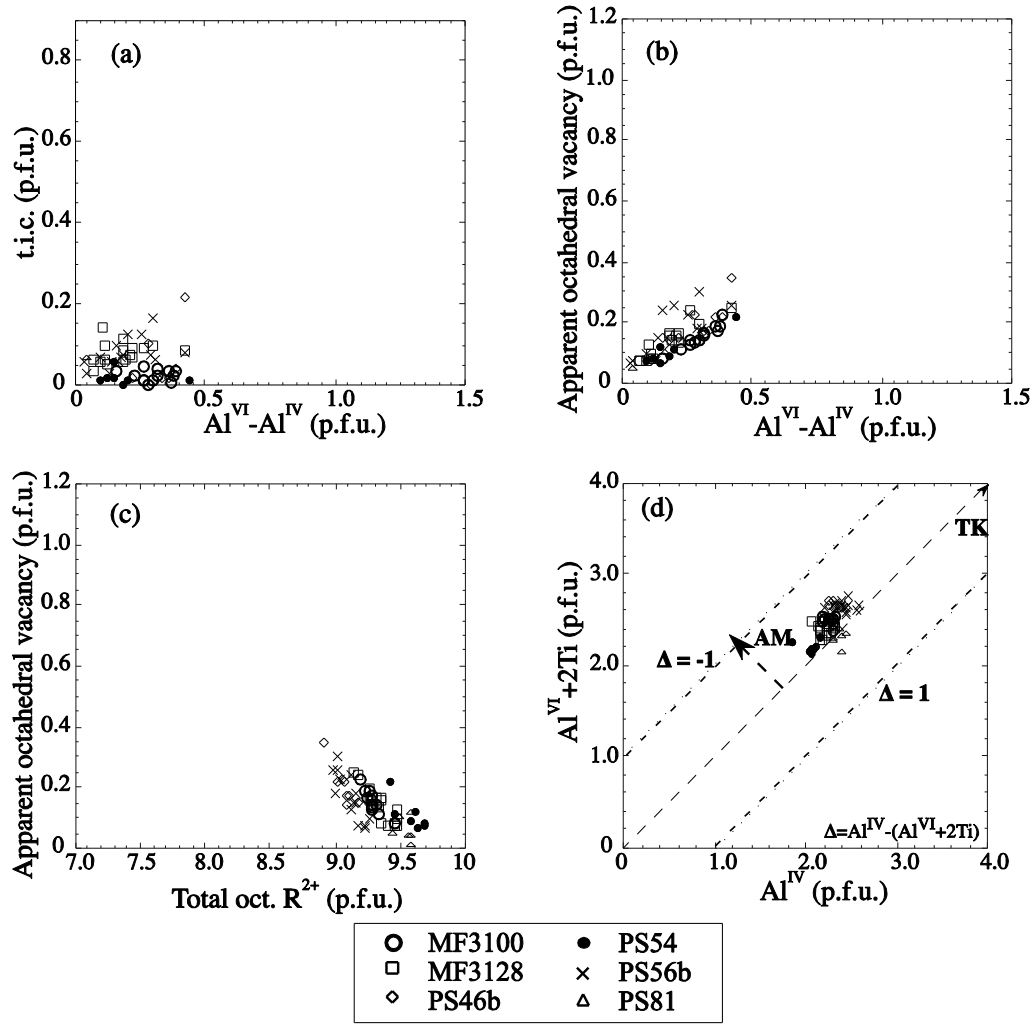 (a)
0.8
0.6
0.4
0.2
0
t.i.c. (p.f.u.)
0
0.5
1.0
1.5
Al^VI-Al^IV (p.f.u.)
(b)
1.2
1.0
0.8
0.6
0.4
0.2
0
Apparent octahedral vacancy (p.f.u.)
0
0.5
1.0
1.5
Al^VI-Al^IV (p.f.u.)
(c)
1.2
1.0
0.8
0.6
0.4
0.2
0
Apparent octahedral vacancy (p.f.u.)
7.0
7.5
8.0
8.5
9.0
9.5
10
Total oct. R^2+ (p.f.u.)
(d)
4.0
3.0
2.0
1.0
0
Al^VI+2Ti (p.f.u.)
TK
AM
Δ = -1
Δ = 1
Δ=Al^IV-(Al^VI+2Ti)
0
1.0
2.0
3.0
4.0
Al^IV (p.f.u.)
MF3100
MF3128
PS46b
PS54
PS56b
PS81